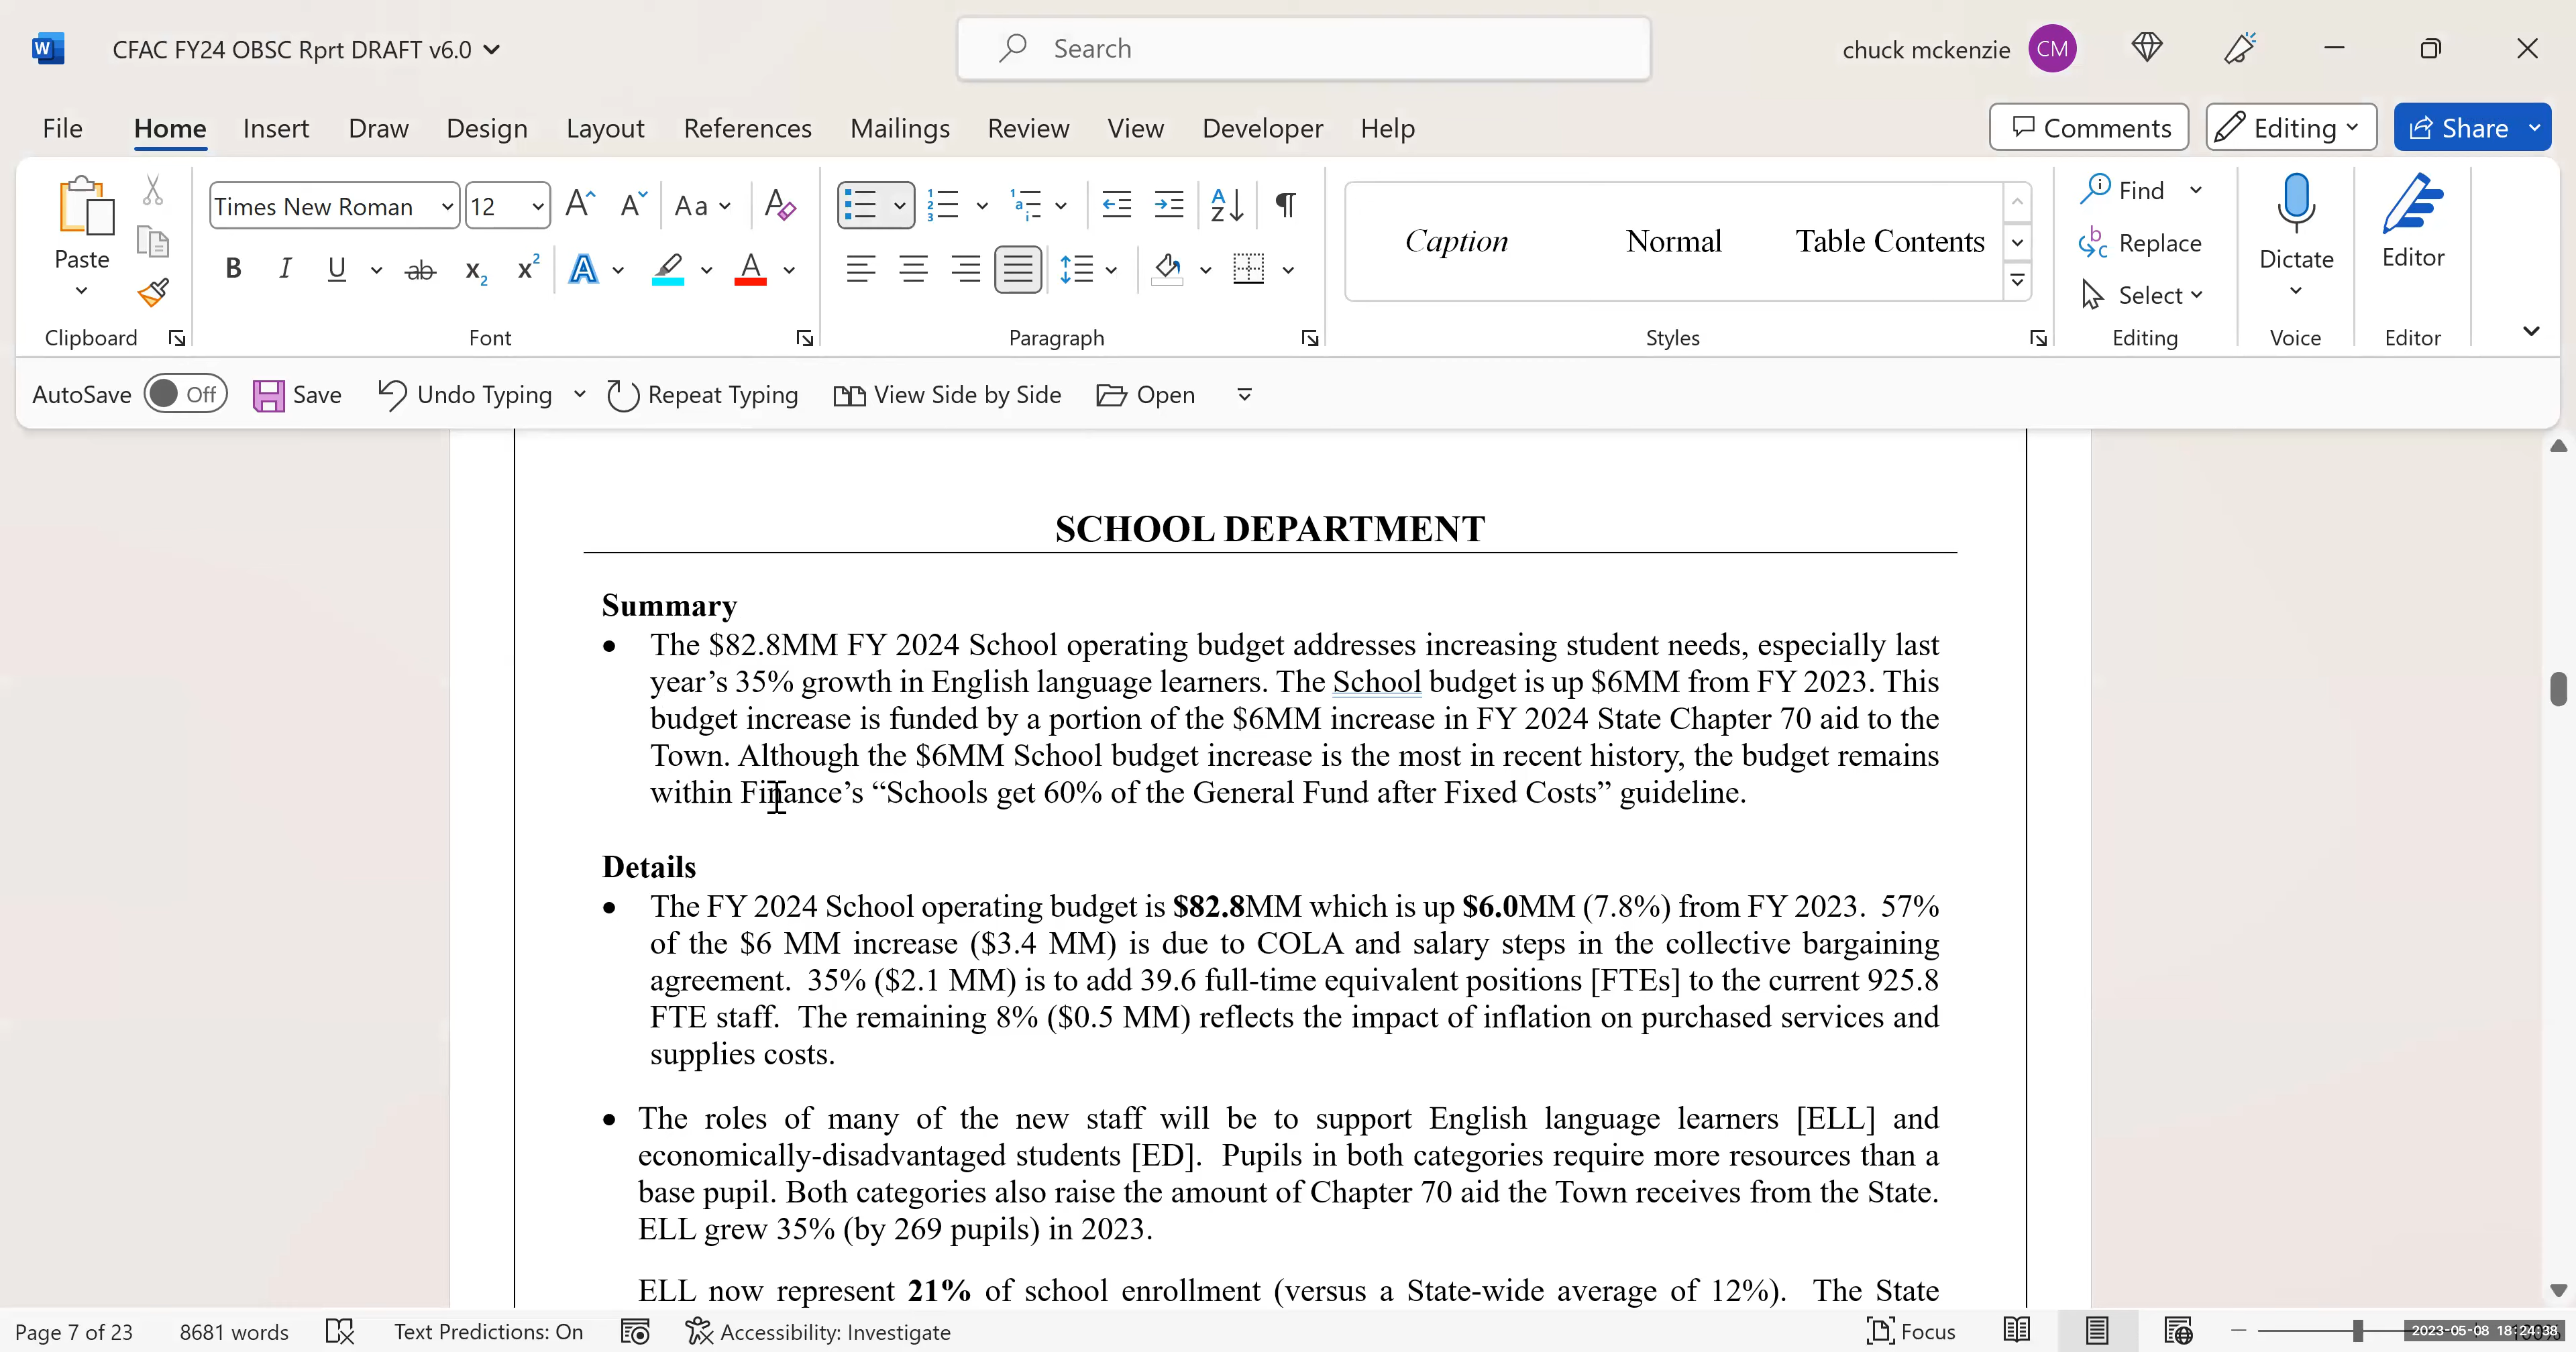 CFAC FY24 OBSC Rprt DRAFT v6.0
Search
chuck mckenzie CM
File Home Insert Draw Design Layout References Mailings Review View Developer Help
Comments Editing Share
Paste
Times New Roman 12
Caption Normal Table Contents
Find
Replace
Select
Dictate
Editor
Clipboard Font Paragraph Styles Editing Voice Editor
AutoSave Off Save Undo Typing Repeat Typing View Side by Side Open
SCHOOL DEPARTMENT
Summary
• The $82.8MM FY 2024 School operating budget addresses increasing student needs, especially last
year’s 35% growth in English language learners. The School budget is up $6MM from FY 2023. This
budget increase is funded by a portion of the $6MM increase in FY 2024 State Chapter 70 aid to the
Town. Although the $6MM School budget increase is the most in recent history, the budget remains
within Finance’s “Schools get 60% of the General Fund after Fixed Costs” guideline.
Details
• The FY 2024 School operating budget is $82.8MM which is up $6.0MM (7.8%) from FY 2023. 57%
of the $6 MM increase ($3.4 MM) is due to COLA and salary steps in the collective bargaining
agreement. 35% ($2.1 MM) is to add 39.6 full-time equivalent positions [FTEs] to the current 925.8
FTE staff. The remaining 8% ($0.5 MM) reflects the impact of inflation on purchased services and
supplies costs.
• The roles of many of the new staff will be to support English language learners [ELL] and
economically-disadvantaged students [ED]. Pupils in both categories require more resources than a
base pupil. Both categories also raise the amount of Chapter 70 aid the Town receives from the State.
ELL grew 35% (by 269 pupils) in 2023.
ELL now represent 21% of school enrollment (versus a State-wide average of 12%). The State
Page 7 of 23 8681 words Text Predictions: On Accessibility: Investigate Focus
2023-05-08 18:24:38